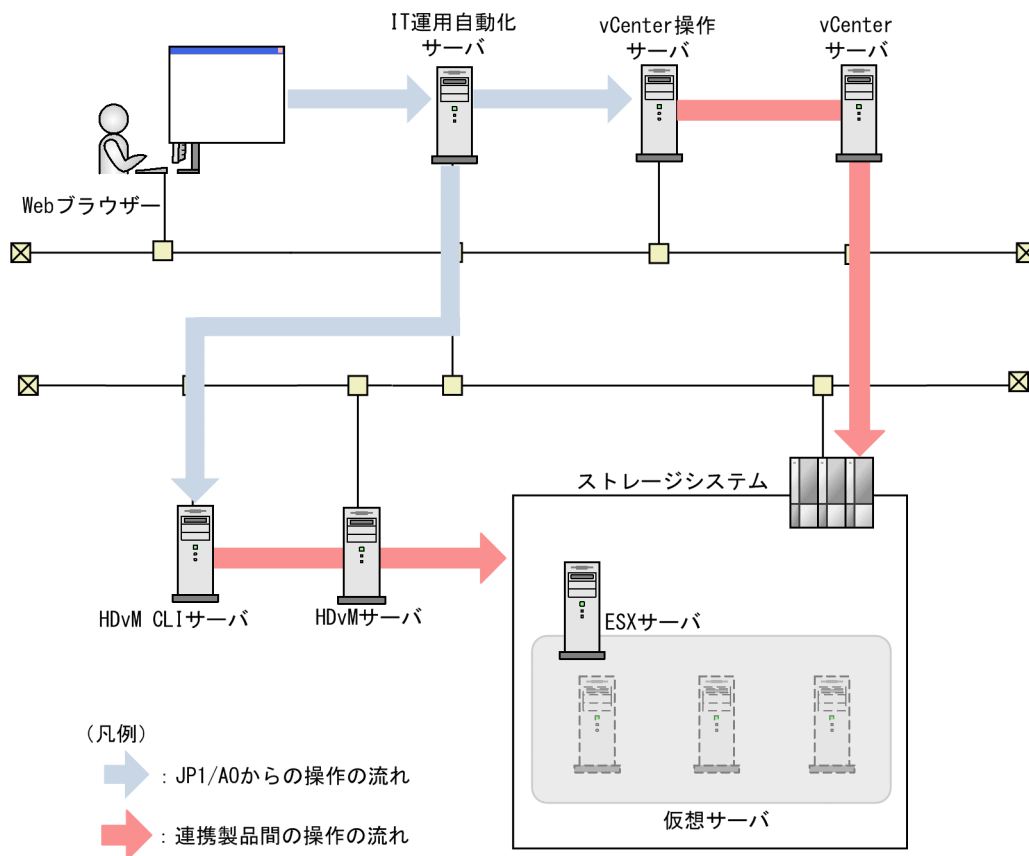 IT運用自動化
サーバ
vCenter操作
サーバ
vCenter
サーバ
Webブラウザー
ストレージシステム
HDvM CLIサーバ
HDvMサーバ
ESXサーバ
仮想サーバ
(凡例)
: JP1/AOからの操作の流れ
: 連携製品間の操作の流れ